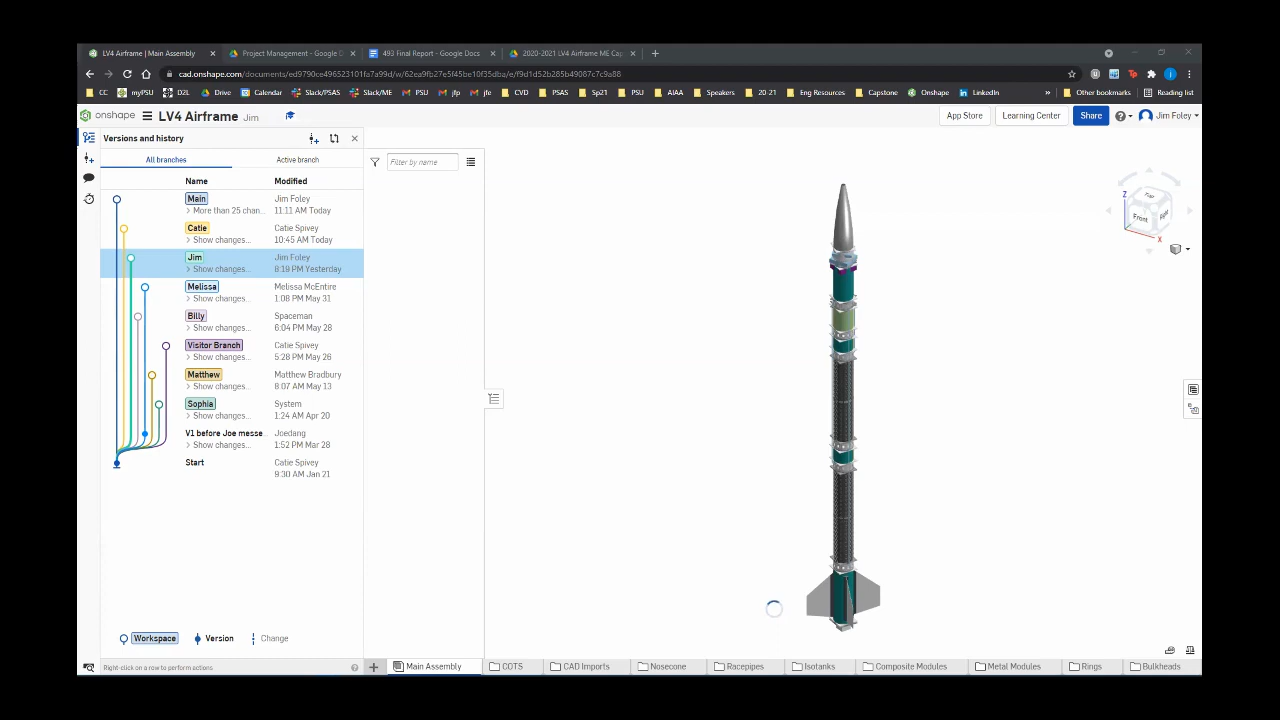 LV4 Airframe | Main Assembly
Project Management - Google D
493 Final Report - Google Docs
2020-2021 LV4 Airframe ME Cap
cad.onshape.com/documents/ed9790ce496523101fa7a99d/w/62ea9fb27e5f45be10f35dba/e/f9d1d52b285b49087c7c9a88
CC myPSU D2L Drive Calendar Slack/PSAS Slack/ME PSU jfp jfe CVD PSAS Sp21 PSU AIAA Speakers 20-21 Eng Resources Capstone Onshape LinkedIn » Other bookmarks Reading list
onshape LV4 Airframe Jim App Store Learning Center Share Jim Foley
Versions and history
All branches Active branch
Filter by name
Name Modified
Main Jim Foley
More than 25 chan... 11:11 AM Today
Catie Catie Spivey
Show changes... 10:45 AM Today
Jim Jim Foley
Show changes... 8:19 PM Yesterday
Melissa Melissa McEntire
Show changes... 1:08 PM May 31
Billy Spaceman
Show changes... 6:04 PM May 28
Visitor Branch Catie Spivey
Show changes... 5:28 PM May 26
Matthew Matthew Bradbury
Show changes... 8:07 AM May 13
Sophia System
Show changes... 1:24 AM Apr 20
V1 before Joe messe Joedang
Show changes... 1:52 PM Mar 28
Start Catie Spivey
9:30 AM Jan 21
Z
Top
Front Right
X
Workspace Version Change
Right-click on a row to perform actions
Main Assembly COTS CAD Imports Nosecone Racepipes Isotanks Composite Modules Metal Modules Rings Bulkheads